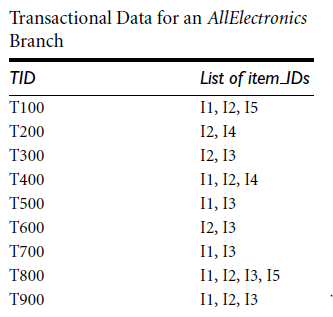 Transactional Data for an AllElectronics
Branch
TID List of item_IDs
T100 I1, I2, I5
T200 I2, I4
T300 I2, I3
T400 I1, I2, I4
T500 I1, I3
T600 I2, I3
T700 I1, I3
T800 I1, I2, I3, I5
T900 I1, I2, I3 .